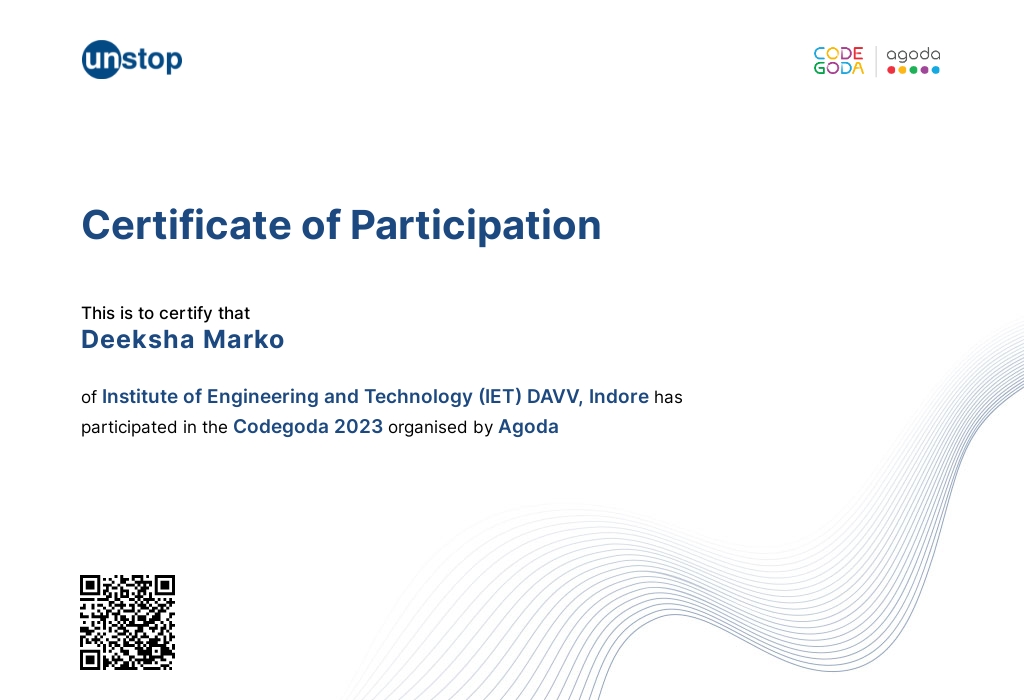 unstop
CODE
GODA
agoda
Certificate of Participation
This is to certify that
Deeksha Marko
of Institute of Engineering and Technology (IET) DAVV, Indore has
participated in the Codegoda 2023 organised by Agoda